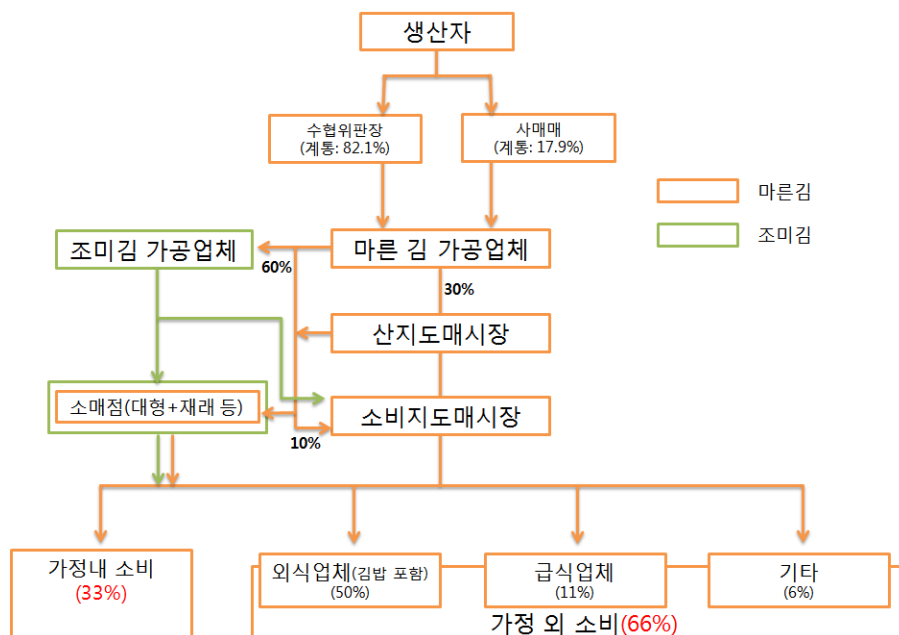 생산자
수협위판장
(계통: 82.1%)
사매매
(계통: 17.9%)
마른김
조미김
조미김 가공업체
마른 김 가공업체
60%
30%
산지도매시장
소매점(대형+재래 등)
소비지도매시장
10%
가정내 소비
(33%)
외식업체(김밥 포함)
(50%)
급식업체
(11%)
기타
(6%)
가정 외 소비(66%)